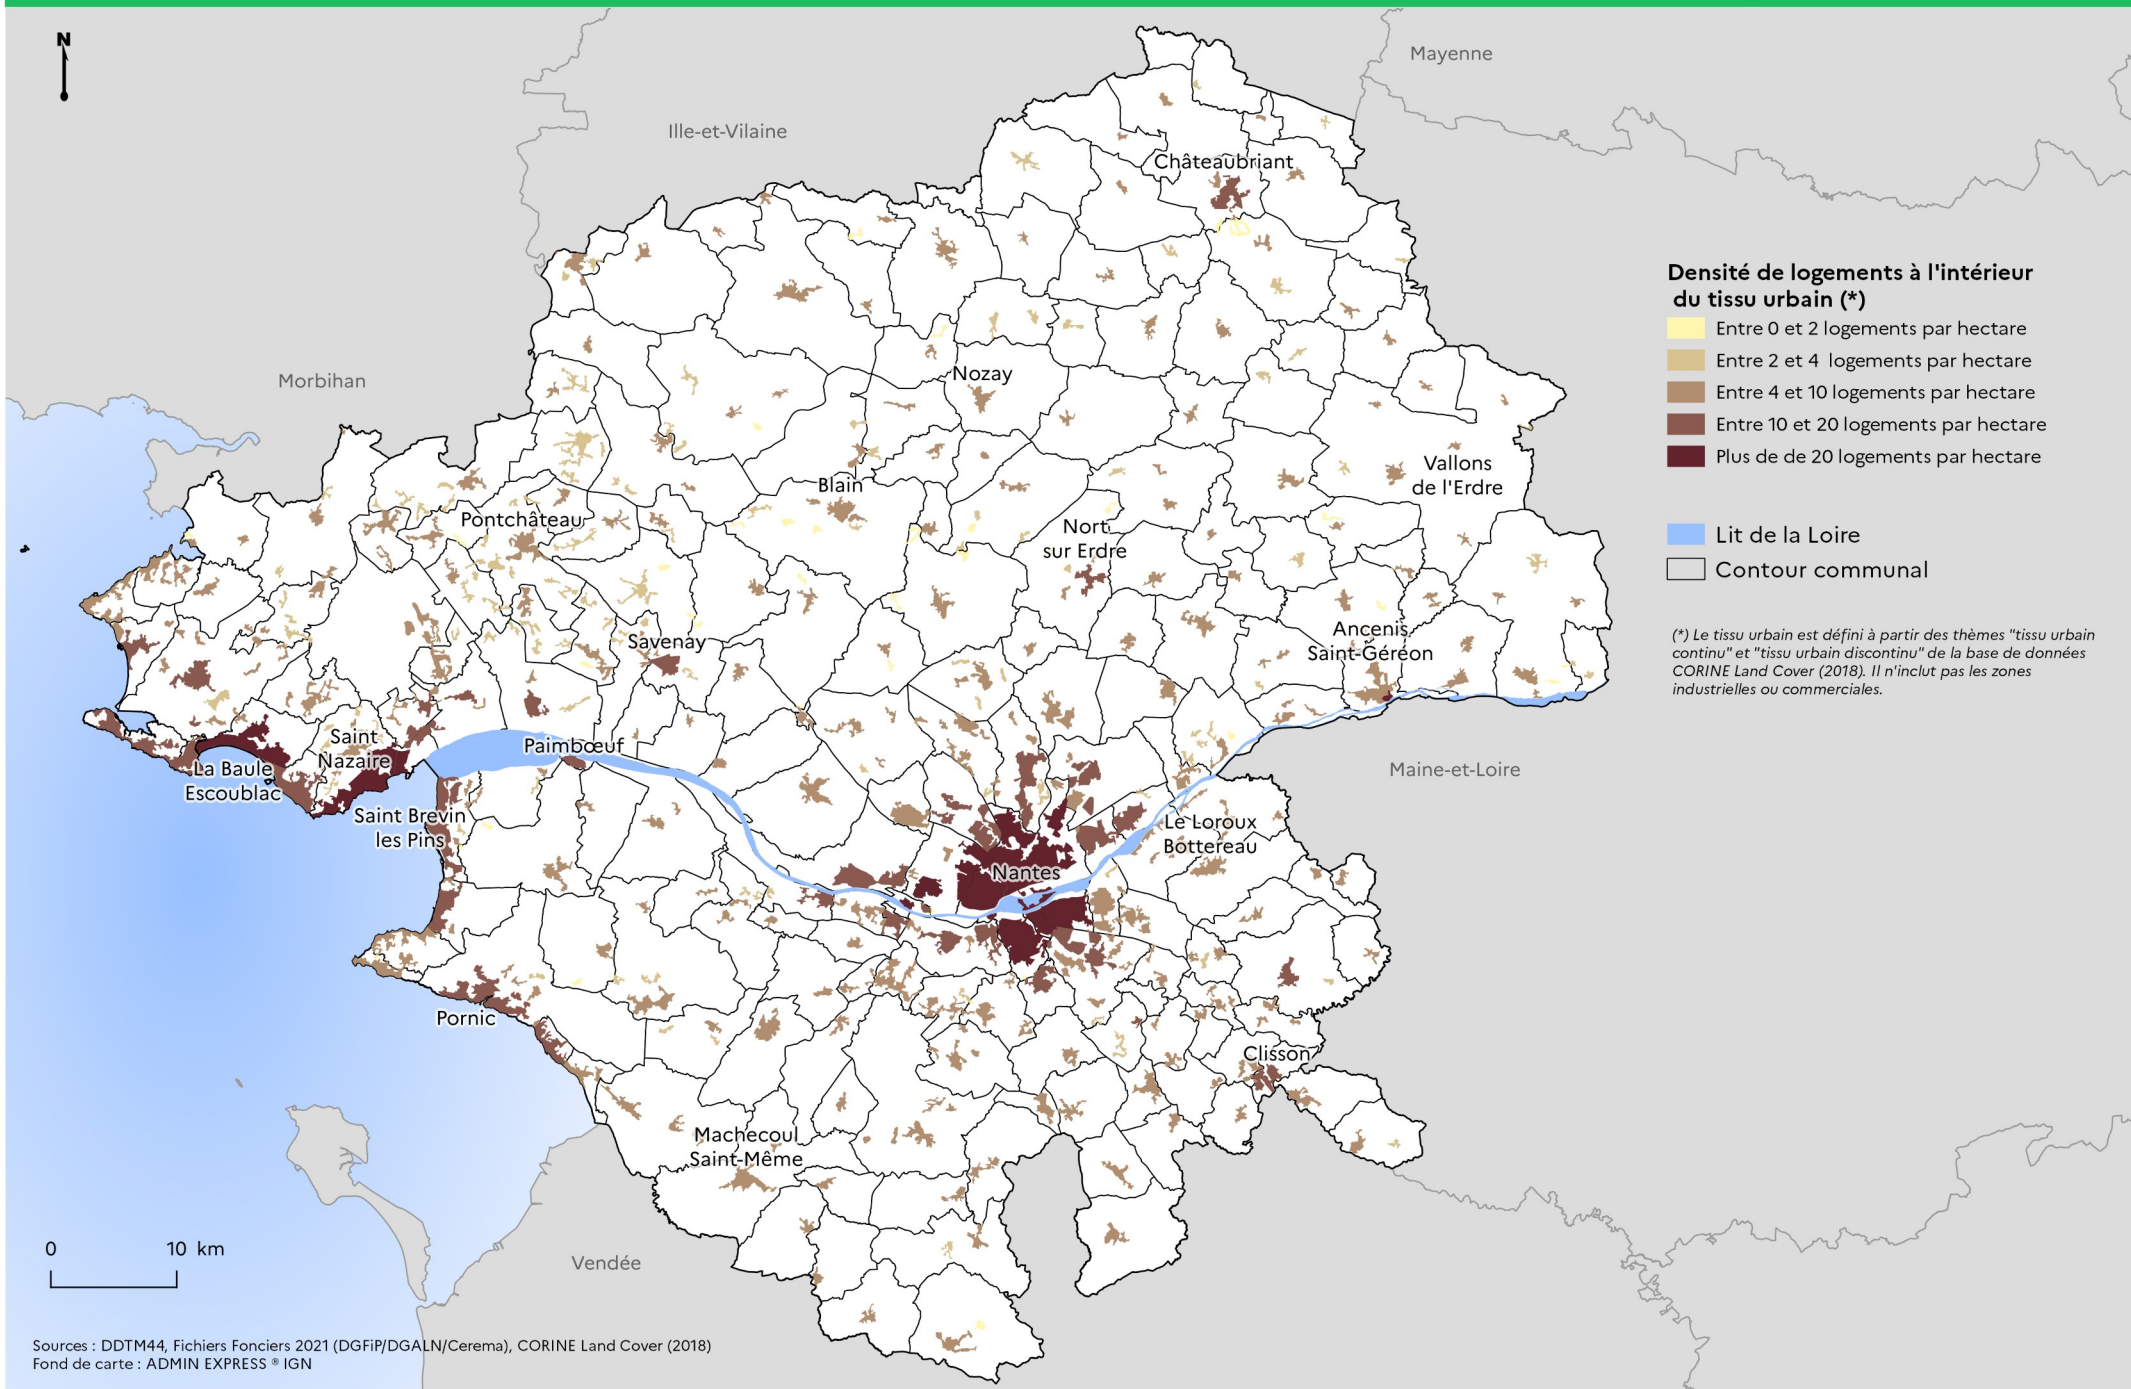 N
Mayenne
Ille-et-Vilaine
Châteaubriant
Morbihan
Nozay
Vallons
de l'Erdre
Blain
Pontchâteau
Nort
sur Erdre
Ancenis
Saint-Géréon
Savenay
Saint
Nazaire
Paimbœuf
La Baule
Escoublac
Saint Brevin
les Pins
Maine-et-Loire
Le Loroux
Bottereau
Nantes
Pornic
Clisson
Machecoul
Saint-Même
Vendée
Densité de logements à l'intérieur
du tissu urbain (*)
Entre 0 et 2 logements par hectare
Entre 2 et 4 logements par hectare
Entre 4 et 10 logements par hectare
Entre 10 et 20 logements par hectare
Plus de de 20 logements par hectare
Lit de la Loire
Contour communal
(*) Le tissu urbain est défini à partir des thèmes "tissu urbain
continu" et "tissu urbain discontinu" de la base de données
CORINE Land Cover (2018). Il n'inclut pas les zones
industrielles ou commerciales.
0 10 km
Sources : DDTM44, Fichiers Fonciers 2021 (DGFiP/DGALN/Cerema), CORINE Land Cover (2018)
Fond de carte : ADMIN EXPRESS ® IGN